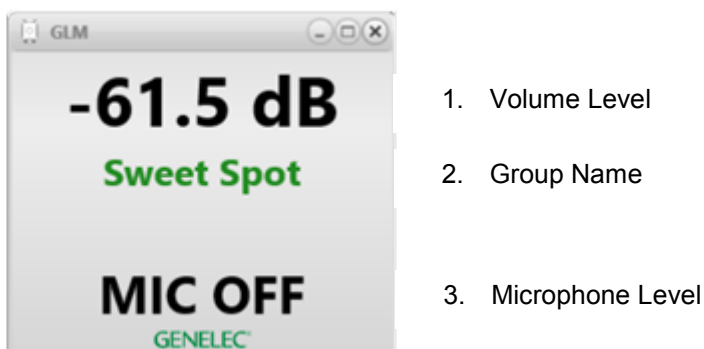 GLM
-61.5 dB
1. Volume Level
Sweet Spot
2. Group Name
MIC OFF
3. Microphone Level
GENELEC®